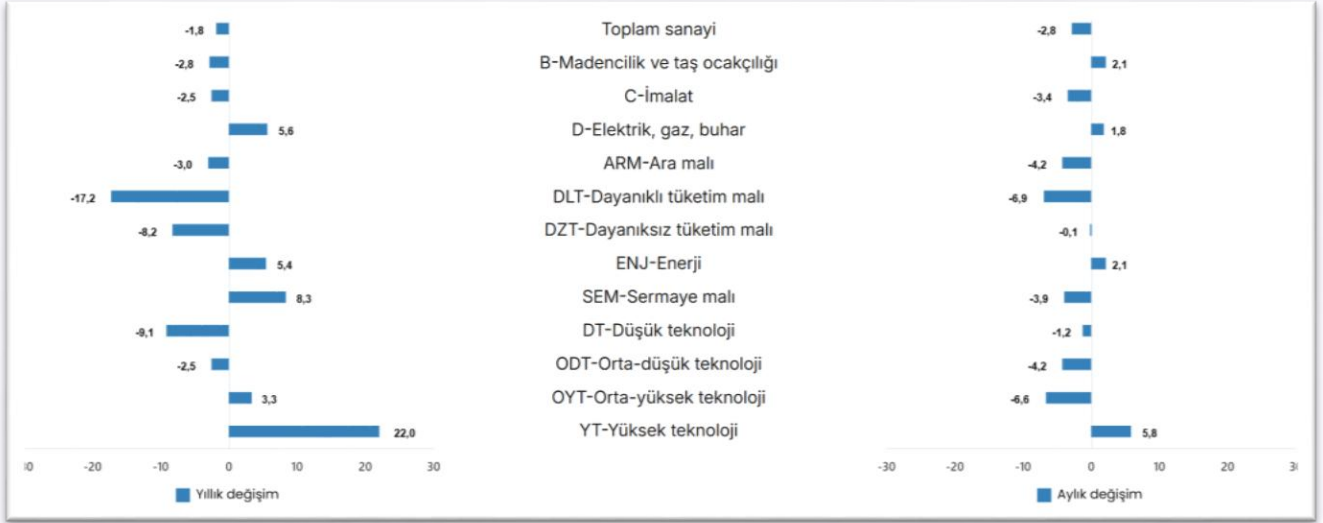 -1,8 Toplam sanayi -2,8
-2,8 B-Madencilik ve taş ocakçılığı 2,1
-2,5 C-İmalat -3,4
5,6 D-Elektrik, gaz, buhar 1,8
-3,0 ARM-Ara malı -4,2
-17,2 DLT-Dayanıklı tüketim malı -6,9
-8,2 DZT-Dayanıksız tüketim malı -0,1
5,4 ENJ-Enerji 2,1
8,3 SEM-Sermaye malı -3,9
-9,1 DT-Düşük teknoloji -1,2
-2,5 ODT-Orta-düşük teknoloji -4,2
3,3 OYT-Orta-yüksek teknoloji -6,6
22,0 YT-Yüksek teknoloji 5,8
-20 -10 0 10 20 30 -30 -20 -10 0 10 20
Yıllık değişim Aylık değişim